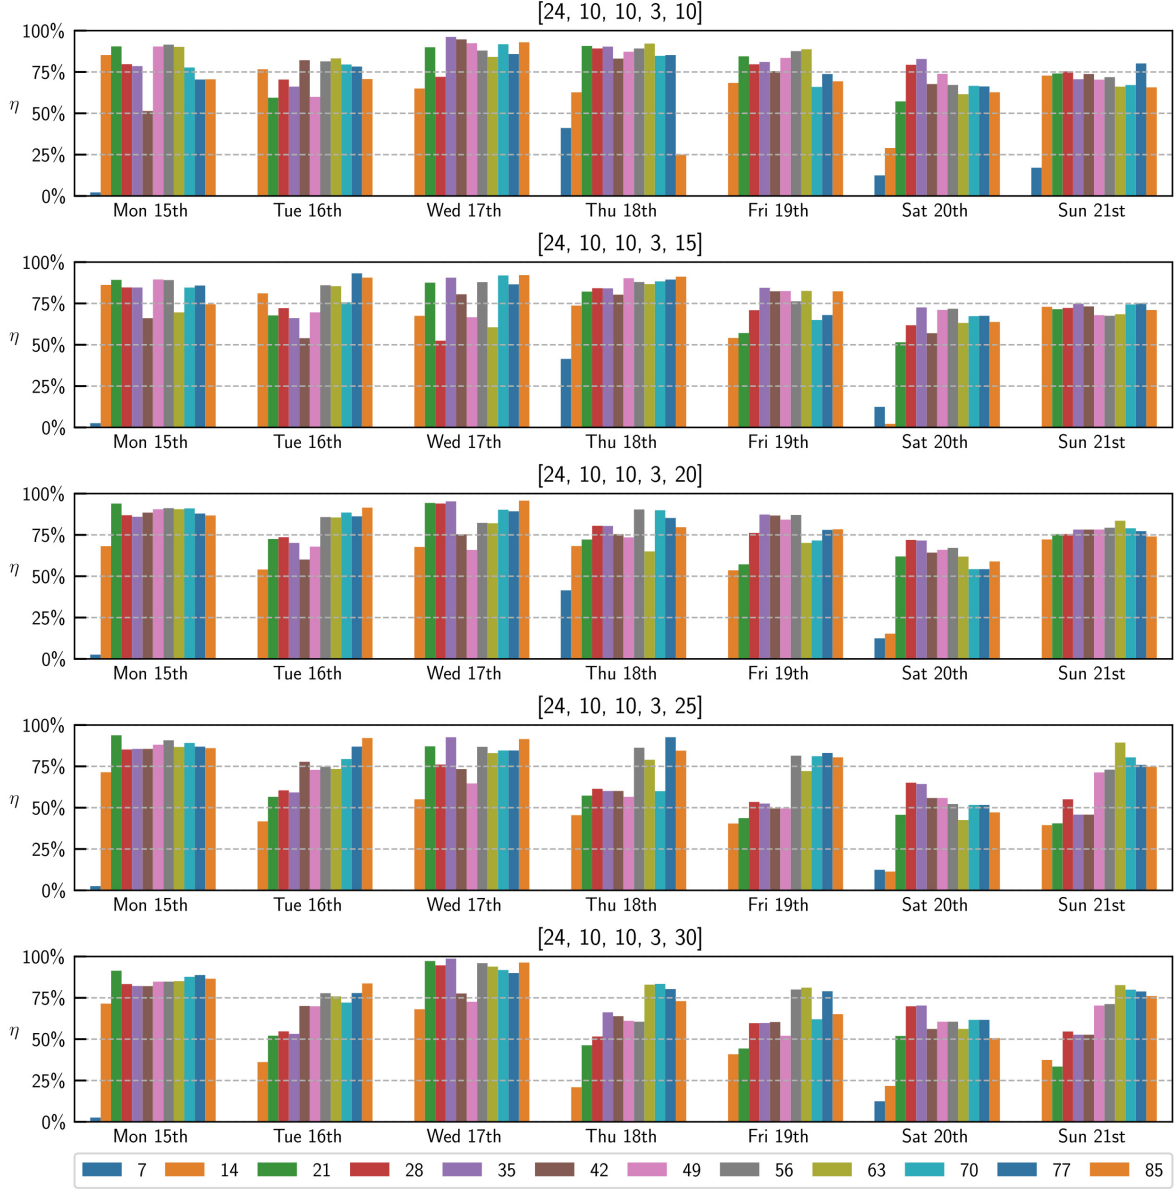 [24, 10, 10, 3, 10]
100%
75%
η
50%
25%
0%
Mon 15th Tue 16th Wed 17th Thu 18th Fri 19th Sat 20th Sun 21st
[24, 10, 10, 3, 15]
100%
75%
η
50%
25%
0%
Mon 15th Tue 16th Wed 17th Thu 18th Fri 19th Sat 20th Sun 21st
[24, 10, 10, 3, 20]
100%
75%
η
50%
25%
0%
Mon 15th Tue 16th Wed 17th Thu 18th Fri 19th Sat 20th Sun 21st
[24, 10, 10, 3, 25]
100%
75%
η
50%
25%
0%
Mon 15th Tue 16th Wed 17th Thu 18th Fri 19th Sat 20th Sun 21st
[24, 10, 10, 3, 30]
100%
75%
η
50%
25%
0%
Mon 15th Tue 16th Wed 17th Thu 18th Fri 19th Sat 20th Sun 21st
7 14 21 28 35 42 49 56 63 70 77 85